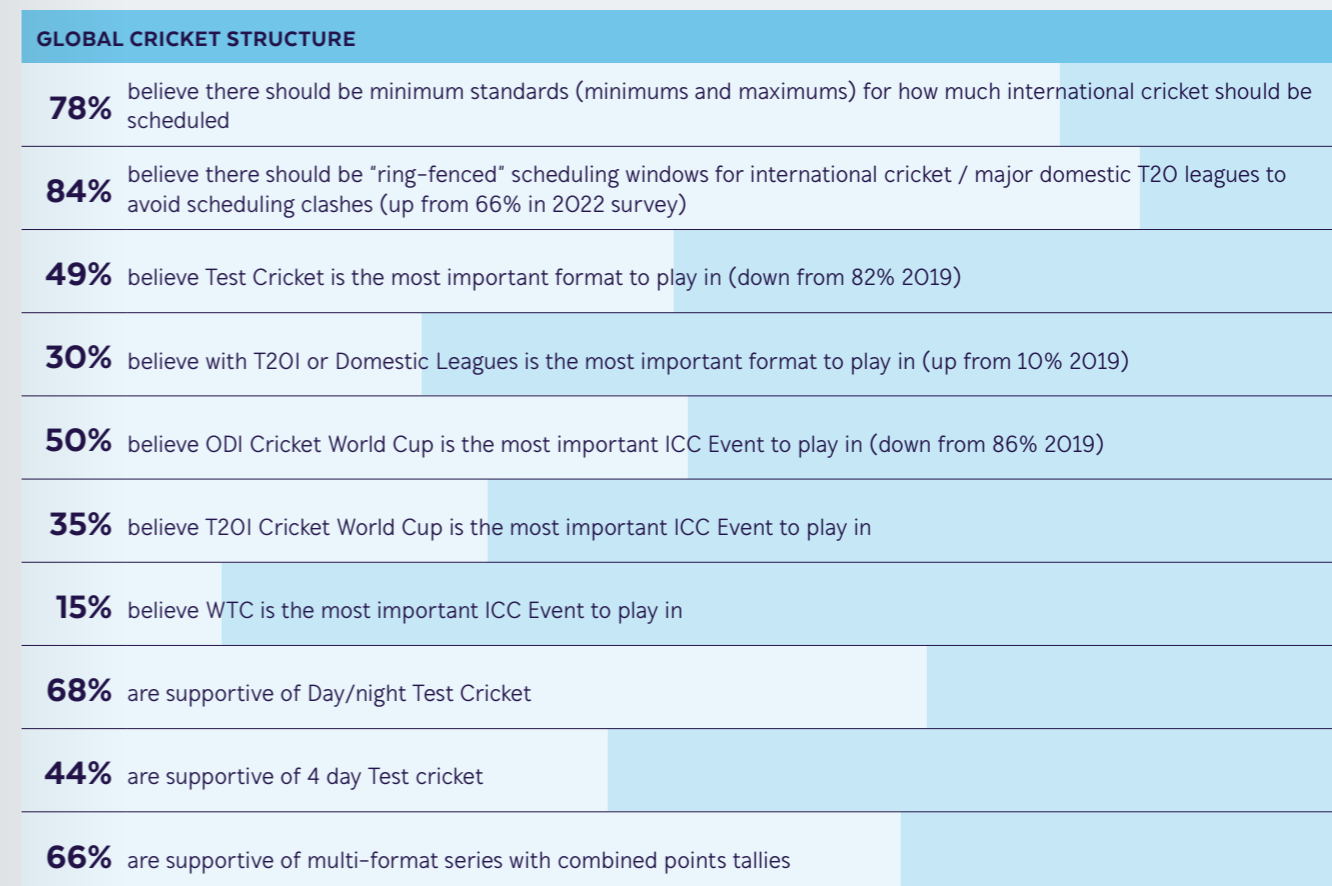 GLOBAL CRICKET STRUCTURE
78% believe there should be minimum standards (minimums and maximums) for how much international cricket should be
scheduled
84% believe there should be "ring-fenced" scheduling windows for international cricket / major domestic T20 leagues to
avoid scheduling clashes (up from 66% in 2022 survey)
49% believe Test Cricket is the most important format to play in (down from 82% 2019)
30% believe with T20I or Domestic Leagues is the most important format to play in (up from 10% 2019)
50% believe ODI Cricket World Cup is the most important ICC Event to play in (down from 86% 2019)
35% believe T20I Cricket World Cup is the most important ICC Event to play in
15% believe WTC is the most important ICC Event to play in
68% are supportive of Day/night Test Cricket
44% are supportive of 4 day Test cricket
66% are supportive of multi-format series with combined points tallies